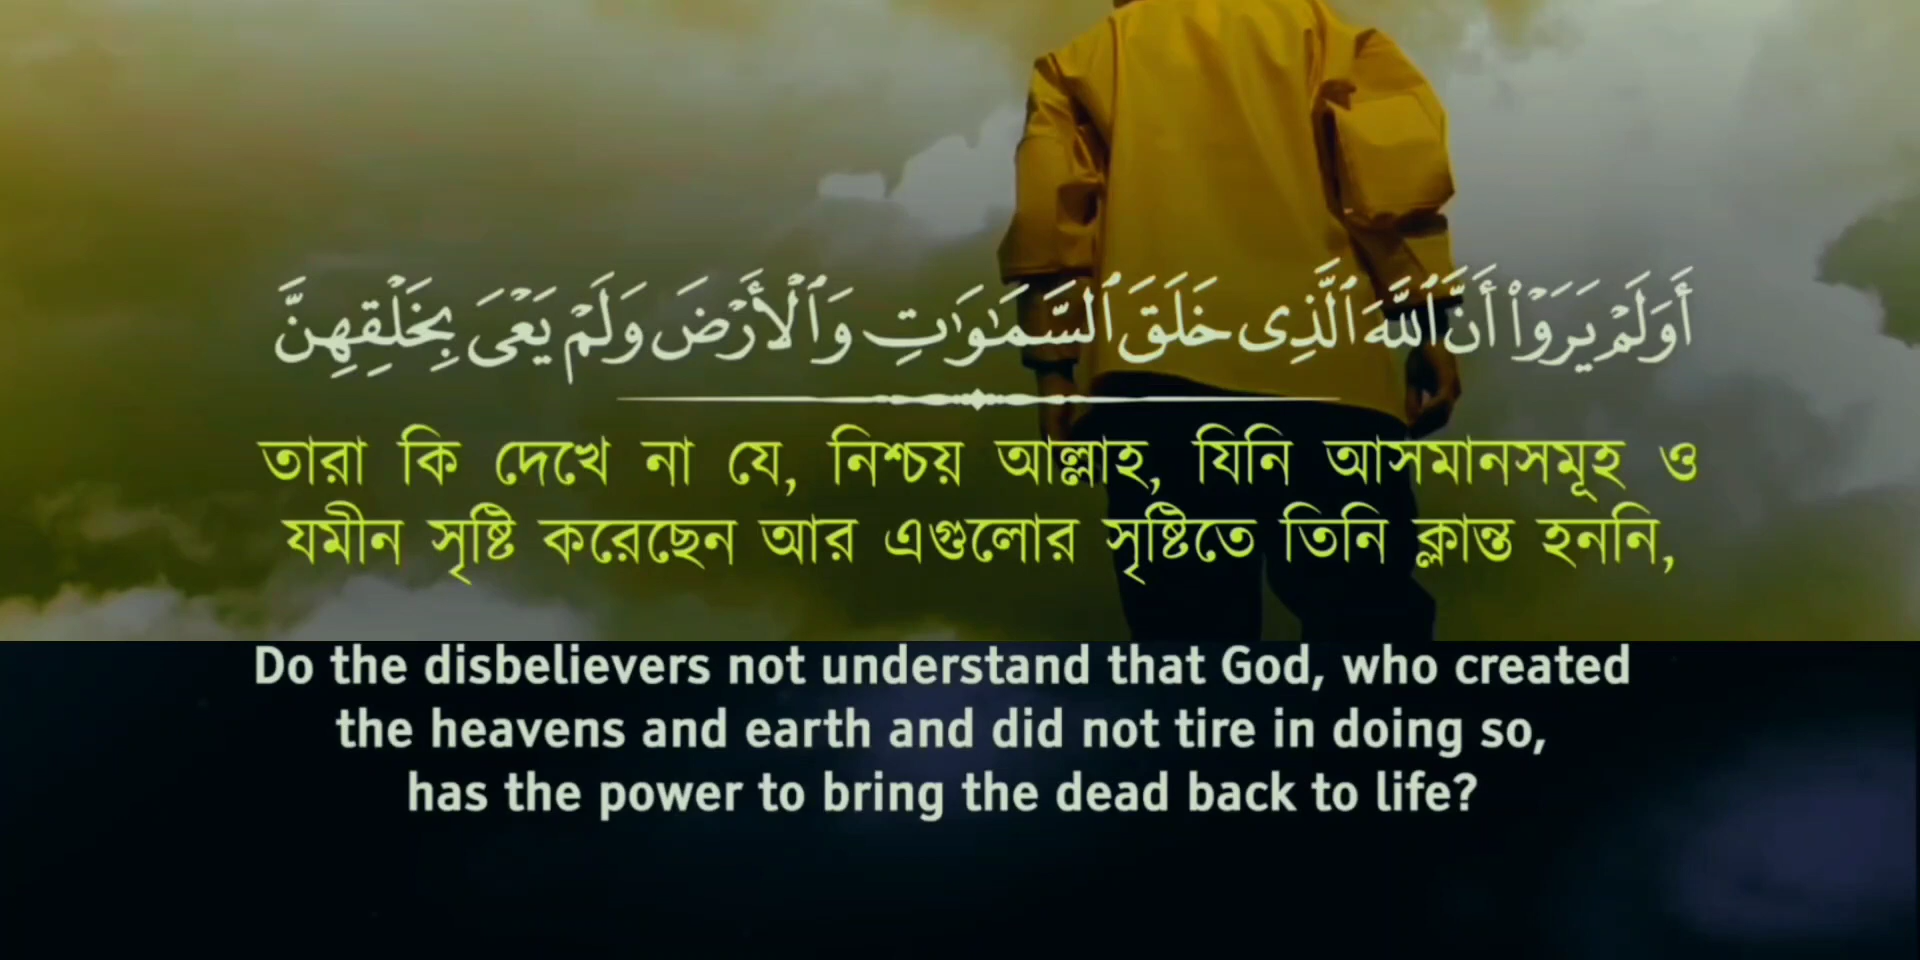 أَوَلَمْ يَرَوْا۟ أَنَّ ٱللَّهَ ٱلَّذِى خَلَقَ ٱلسَّمَـٰوَٰتِ وَٱلْأَرْضَ وَلَمْ يَعْىَ بِخَلْقِهِنَّ
তারা কি দেখে না যে, নিশ্চয় আল্লাহ, যিনি আসমানসমূহ ও
যমীন সৃষ্টি করেছেন আর এগুলোর সৃষ্টিতে তিনি ক্লান্ত হননি,
Do the disbelievers not understand that God, who created
the heavens and earth and did not tire in doing so,
has the power to bring the dead back to life?